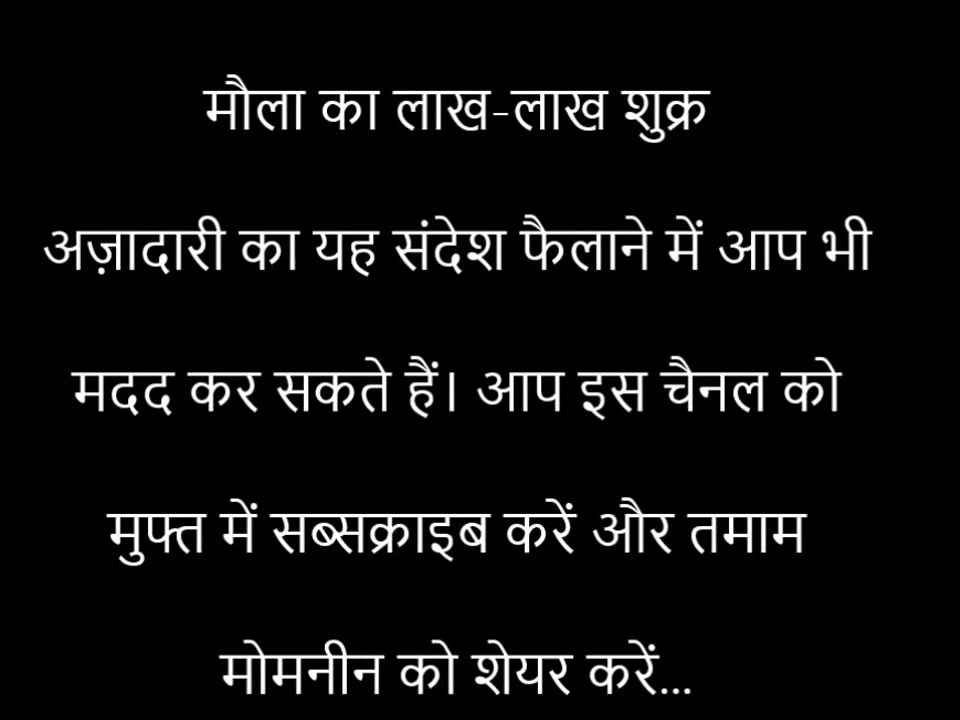 मौला का लाख-लाख शुक्र
अज़ादारी का यह संदेश फैलाने में आप भी
मदद कर सकते हैं। आप इस चैनल को
मुफ्त में सब्सक्राइब करें और तमाम
मोमनीन को शेयर करें...